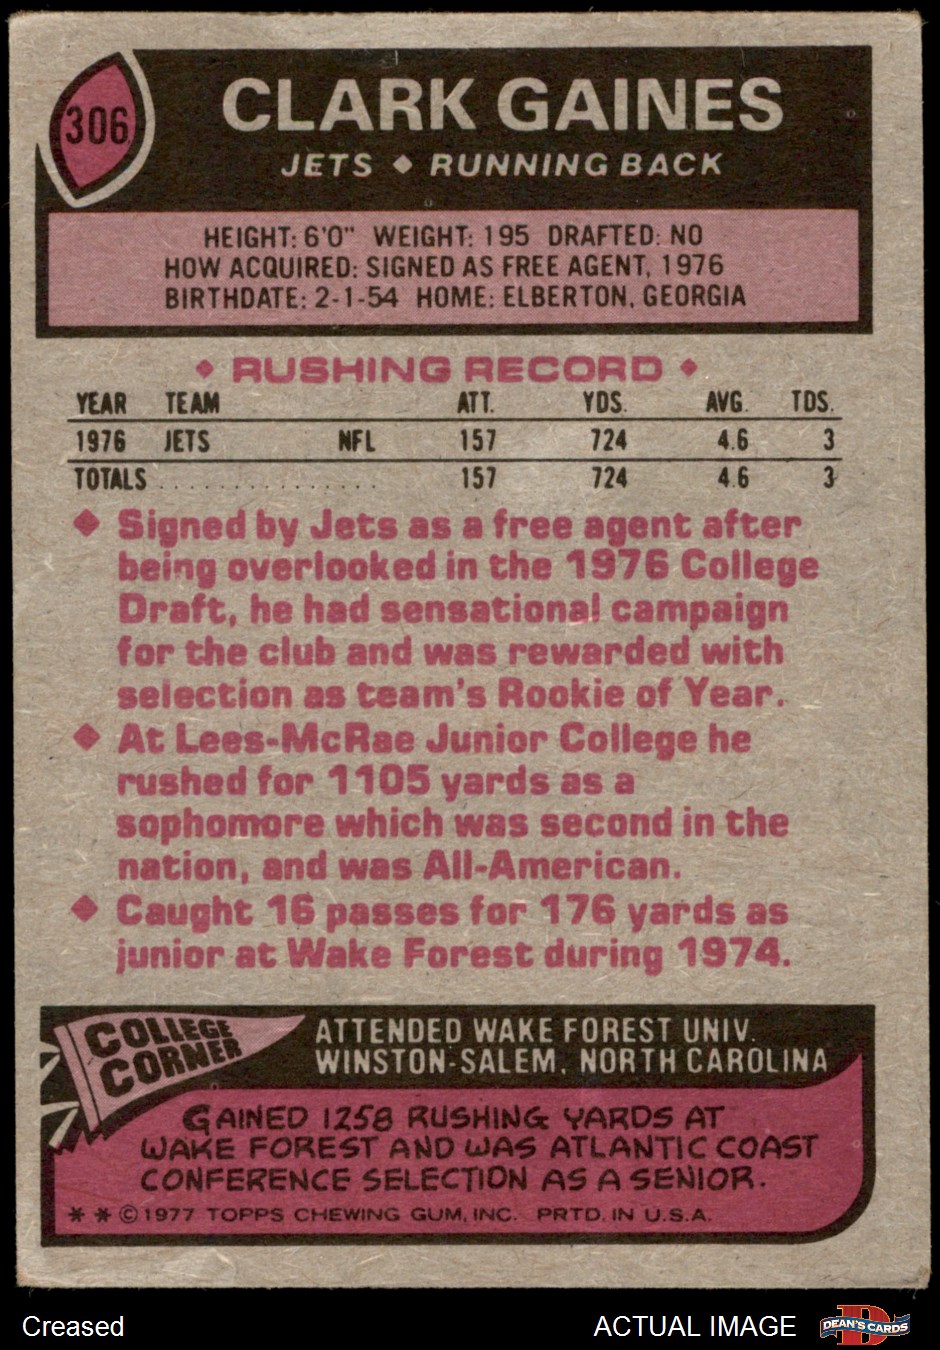 306
CLARK GAINES
JETS ◆ RUNNING BACK
HEIGHT: 6'0" WEIGHT: 195 DRAFTED: NO
HOW ACQUIRED: SIGNED AS FREE AGENT, 1976
BIRTHDATE: 2-1-54 HOME: ELBERTON, GEORGIA
◆ RUSHING RECORD ◆
YEAR TEAM ATT. YDS. AVG. TDS.
1976 JETS NFL 157 724 4.6 3
TOTALS . . . . . . . . . . . . . . . 157 724 4.6 3
◆ Signed by Jets as a free agent after
being overlooked in the 1976 College
Draft, he had sensational campaign
for the club and was rewarded with
selection as team's Rookie of Year.
◆ At Lees-McRae Junior College he
rushed for 1105 yards as a
sophomore which was second in the
nation, and was All-American.
◆ Caught 16 passes for 176 yards as
junior at Wake Forest during 1974.
COLLEGE
CORNER
ATTENDED WAKE FOREST UNIV.
WINSTON-SALEM, NORTH CAROLINA
GAINED 1258 RUSHING YARDS AT
WAKE FOREST AND WAS ATLANTIC COAST
CONFERENCE SELECTION AS A SENIOR.
* * © 1977 TOPPS CHEWING GUM, INC. PRTD. IN U.S.A.
Creased
ACTUAL IMAGE
D
DEAN'S CARDS